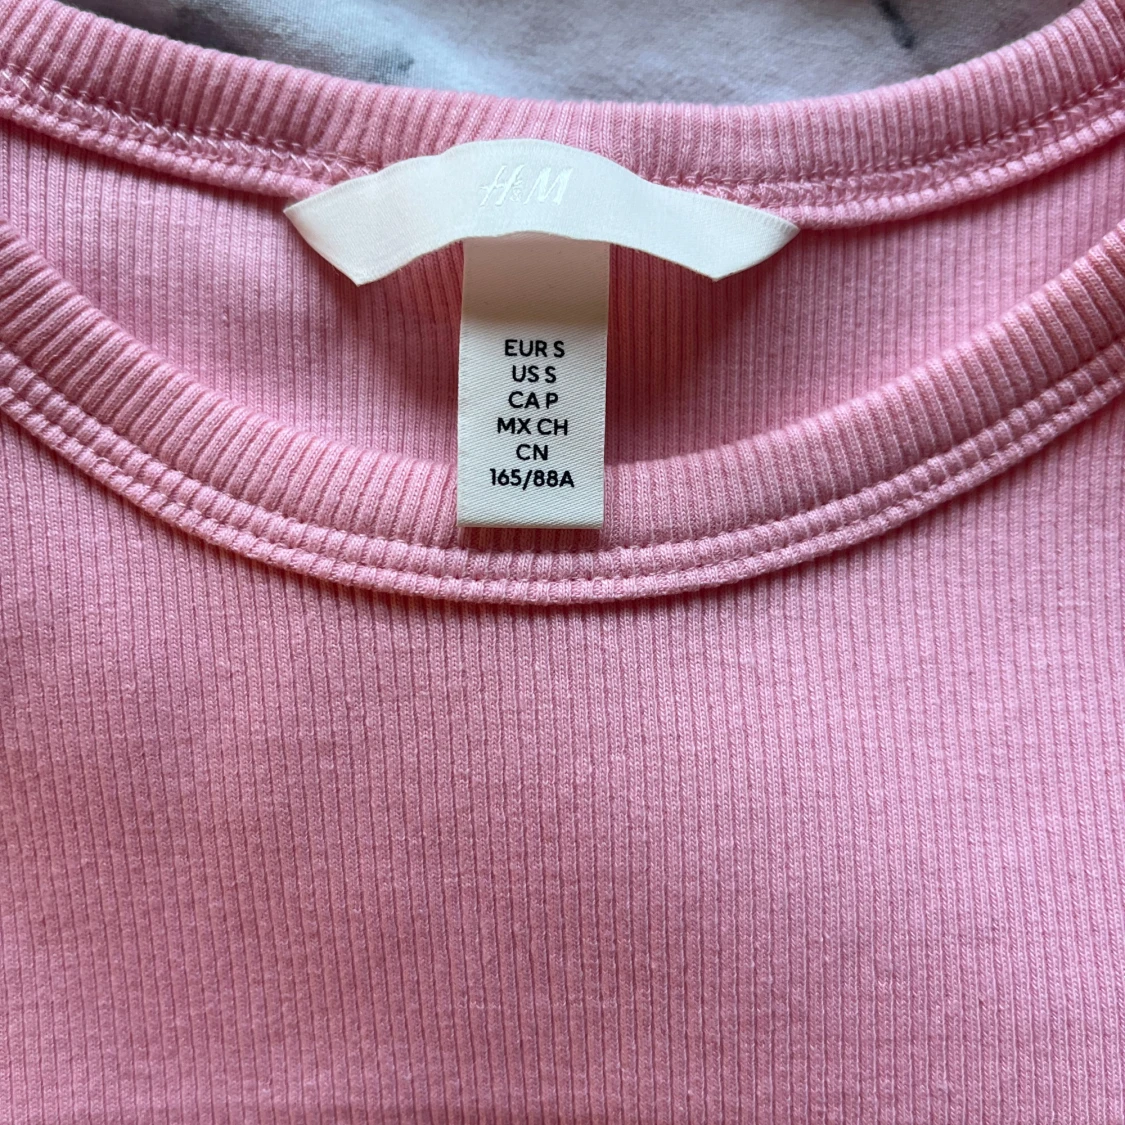 H&M
EUR S
US S
CA P
MX CH
CN
165/88A